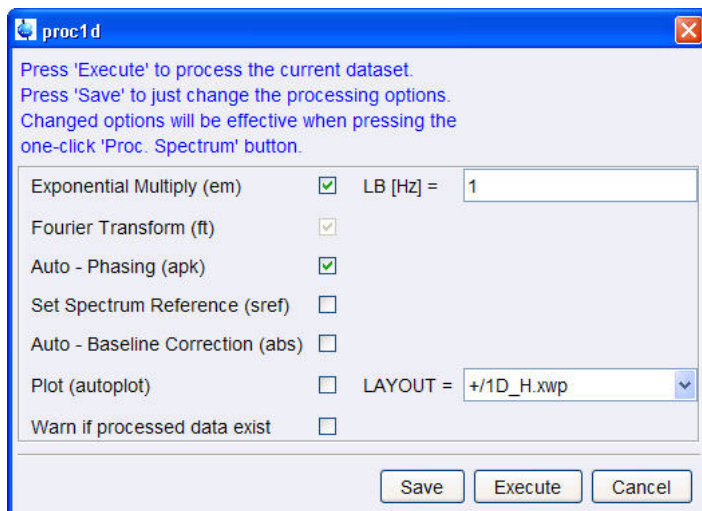 proc1d
Press 'Execute' to process the current dataset.
Press 'Save' to just change the processing options.
Changed options will be effective when pressing the
one-click 'Proc. Spectrum' button.
Exponential Multiply (em) LB [Hz] = 1
Fourier Transform (ft)
Auto - Phasing (apk)
Set Spectrum Reference (sref)
Auto - Baseline Correction (abs)
Plot (autoplot) LAYOUT = +/1D_H.xwp
Warn if processed data exist
Save Execute Cancel